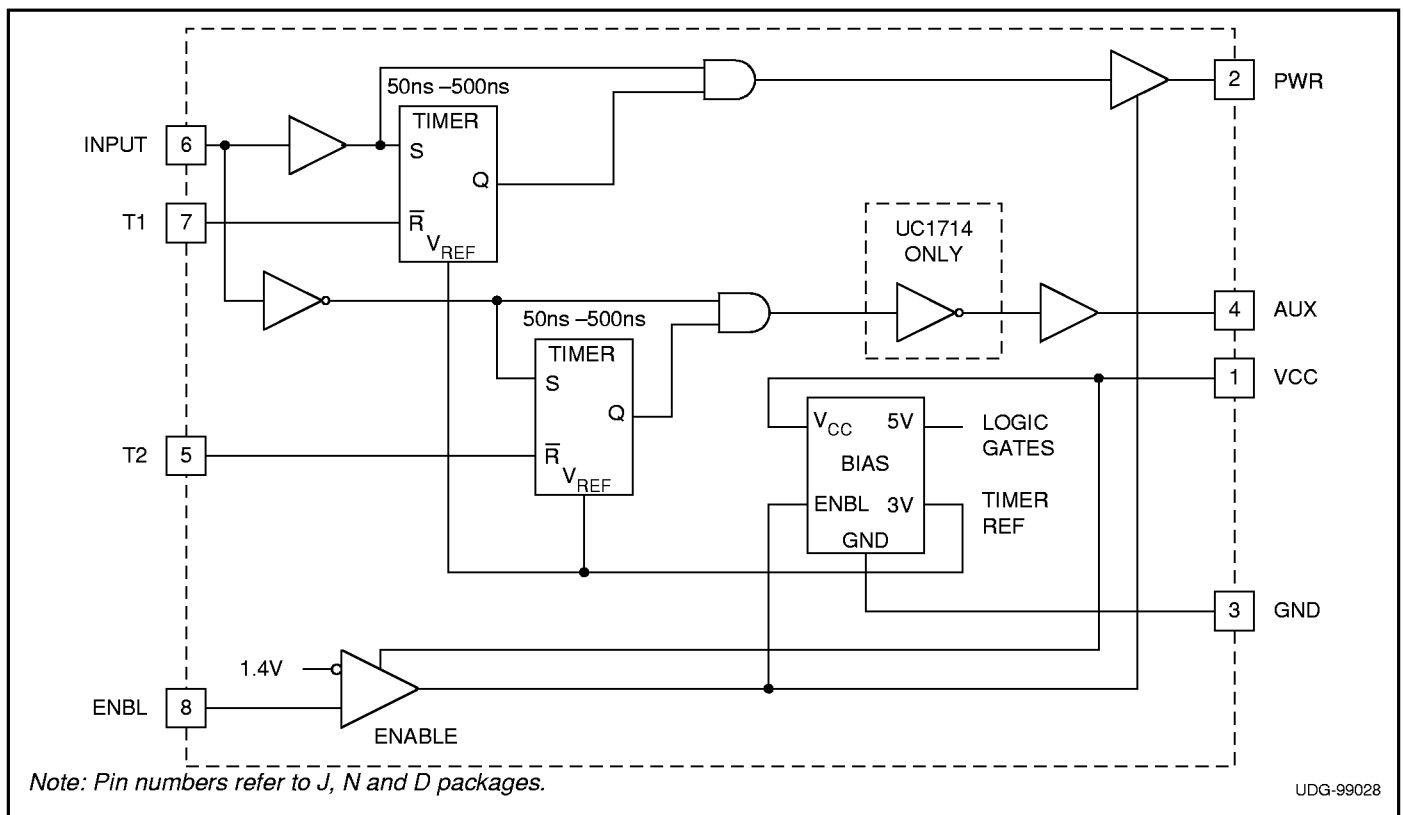 50ns –500ns
TIMER
S
Q
R̅
VREF
INPUT
6
T1
7
2
PWR
UC1714
ONLY
50ns –500ns
TIMER
S
Q
R̅
VREF
T2
5
4
AUX
1
VCC
VCC 5V
BIAS
ENBL 3V
GND
LOGIC
GATES
TIMER
REF
3
GND
1.4V
ENBL
8
ENABLE
Note: Pin numbers refer to J, N and D packages.
UDG-99028